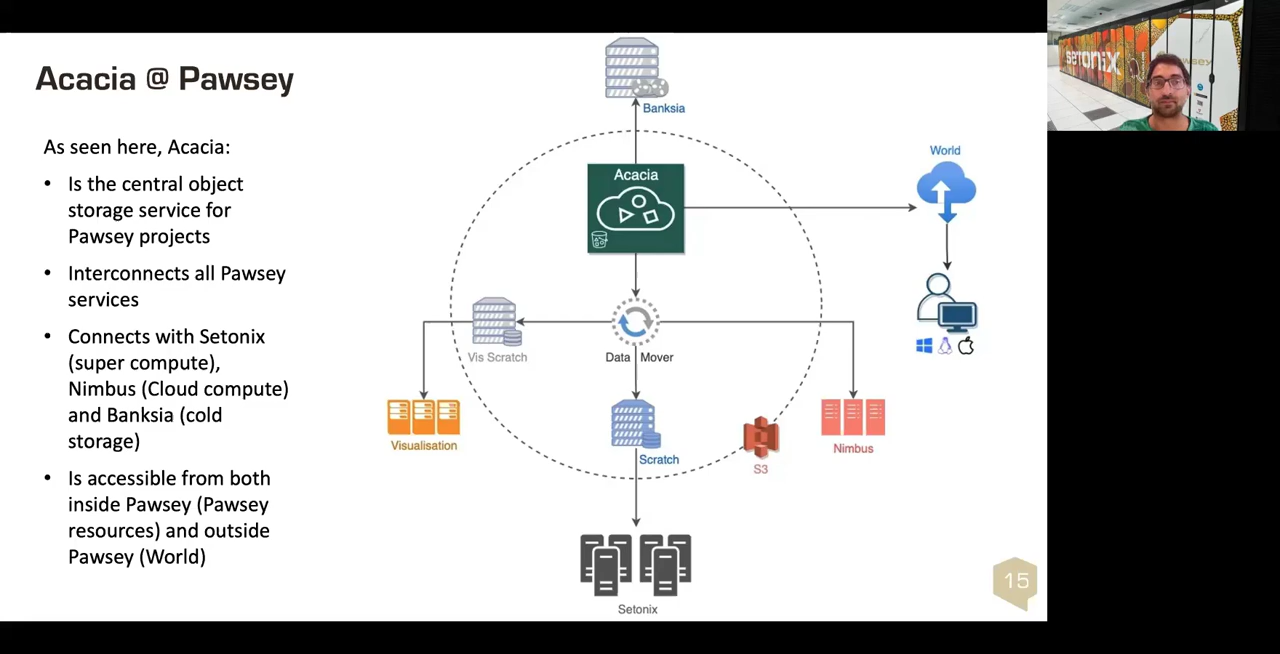 Acacia @ Pawsey
As seen here, Acacia:
• Is the central object
storage service for
Pawsey projects
• Interconnects all Pawsey
services
• Connects with Setonix
(super compute),
Nimbus (Cloud compute)
and Banksia (cold
storage)
• Is accessible from both
inside Pawsey (Pawsey
resources) and outside
Pawsey (World)
Banksia
Acacia
World
Vis Scratch
Data Mover
Visualisation
Scratch
S3
Nimbus
Setonix
15
setonix